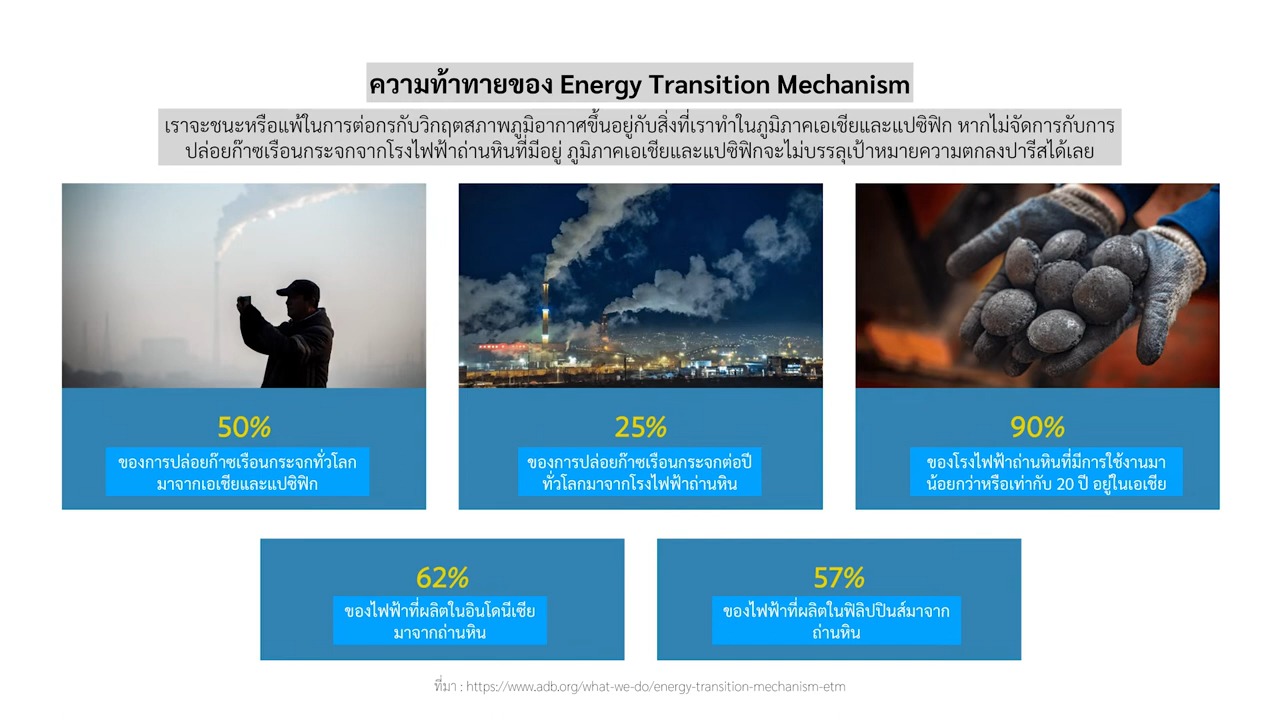 ความท้าทายของ Energy Transition Mechanism
เราจะชนะหรือแพ้ในการต่อกรกับวิกฤตสภาพภูมิอากาศขึ้นอยู่กับสิ่งที่เราทำในภูมิภาคเอเชียและแปซิฟิก หากไม่จัดการกับการ
ปล่อยก๊าซเรือนกระจกจากโรงไฟฟ้าถ่านหินที่มีอยู่ ภูมิภาคเอเชียและแปซิฟิกจะไม่บรรลุเป้าหมายความตกลงปารีสได้เลย
50%
ของการปล่อยก๊าซเรือนกระจกทั่วโลก
มาจากเอเชียและแปซิฟิก
25%
ของการปล่อยก๊าซเรือนกระจกต่อปี
ทั่วโลกมาจากโรงไฟฟ้าถ่านหิน
90%
ของโรงไฟฟ้าถ่านหินที่มีการใช้งานมา
น้อยกว่าหรือเท่ากับ 20 ปี อยู่ในเอเชีย
62%
ของไฟฟ้าที่ผลิตในอินโดนีเซีย
มาจากถ่านหิน
57%
ของไฟฟ้าที่ผลิตในฟิลิปปินส์มาจาก
ถ่านหิน
ที่มา : https://www.adb.org/what-we-do/energy-transition-mechanism-etm